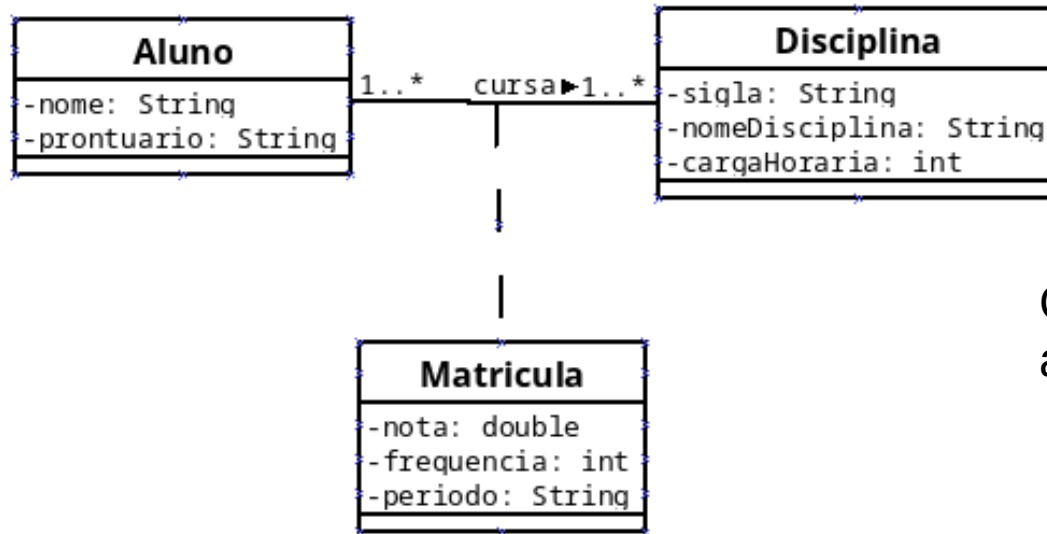 Aluno
-nome: String
-prontuario: String
1..* cursa▶1..*
Disciplina
-sigla: String
-nomeDisciplina: String
-cargaHoraria: int
Matricula
-nota: double
-frequencia: int
-periodo: String